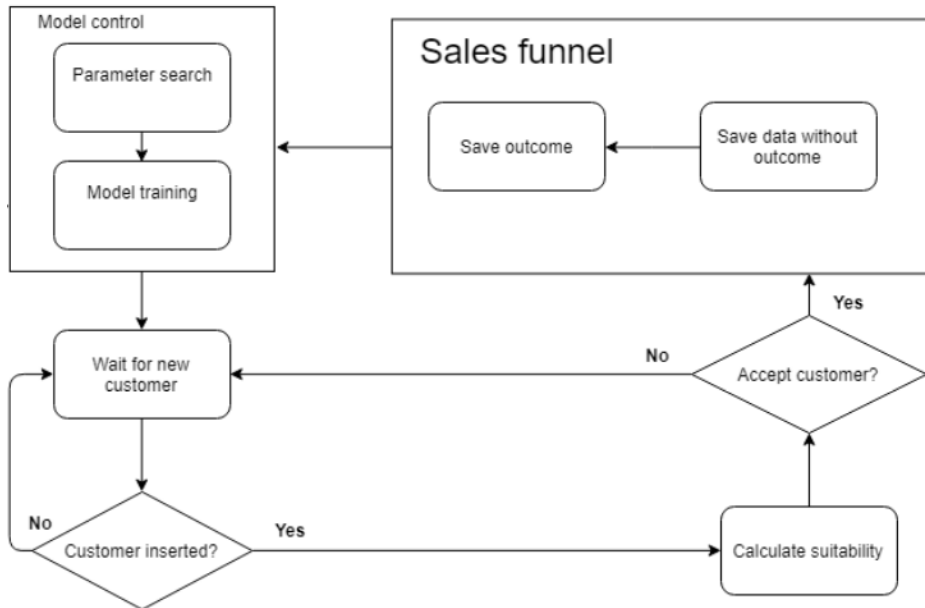 Model control
Parameter search
Model training
Sales funnel
Save outcome
Save data without
outcome
Yes
Wait for new
customer
No
Accept customer?
No
Customer inserted?
Yes
Calculate suitability